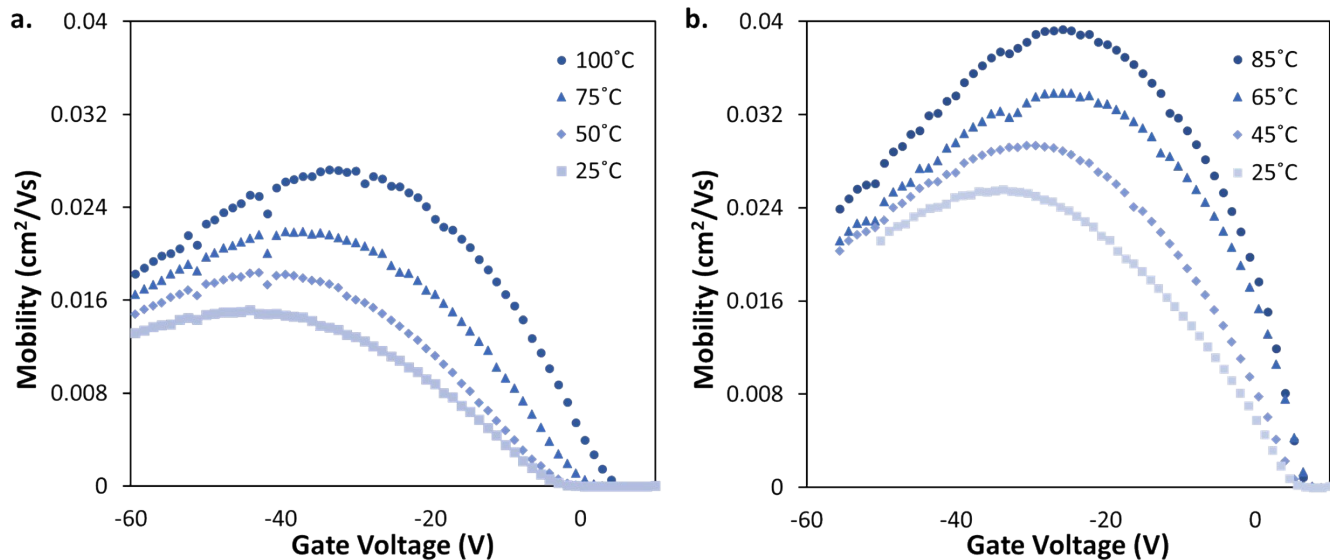 a.
Mobility (cm²/Vs)
0.04
0.032
0.024
0.016
0.008
0
100˚C
75˚C
50˚C
25˚C
-60
-40
-20
0
Gate Voltage (V)
b.
Mobility (cm²/Vs)
0.04
0.032
0.024
0.016
0.008
0
85˚C
65˚C
45˚C
25˚C
-60
-40
-20
0
Gate Voltage (V)